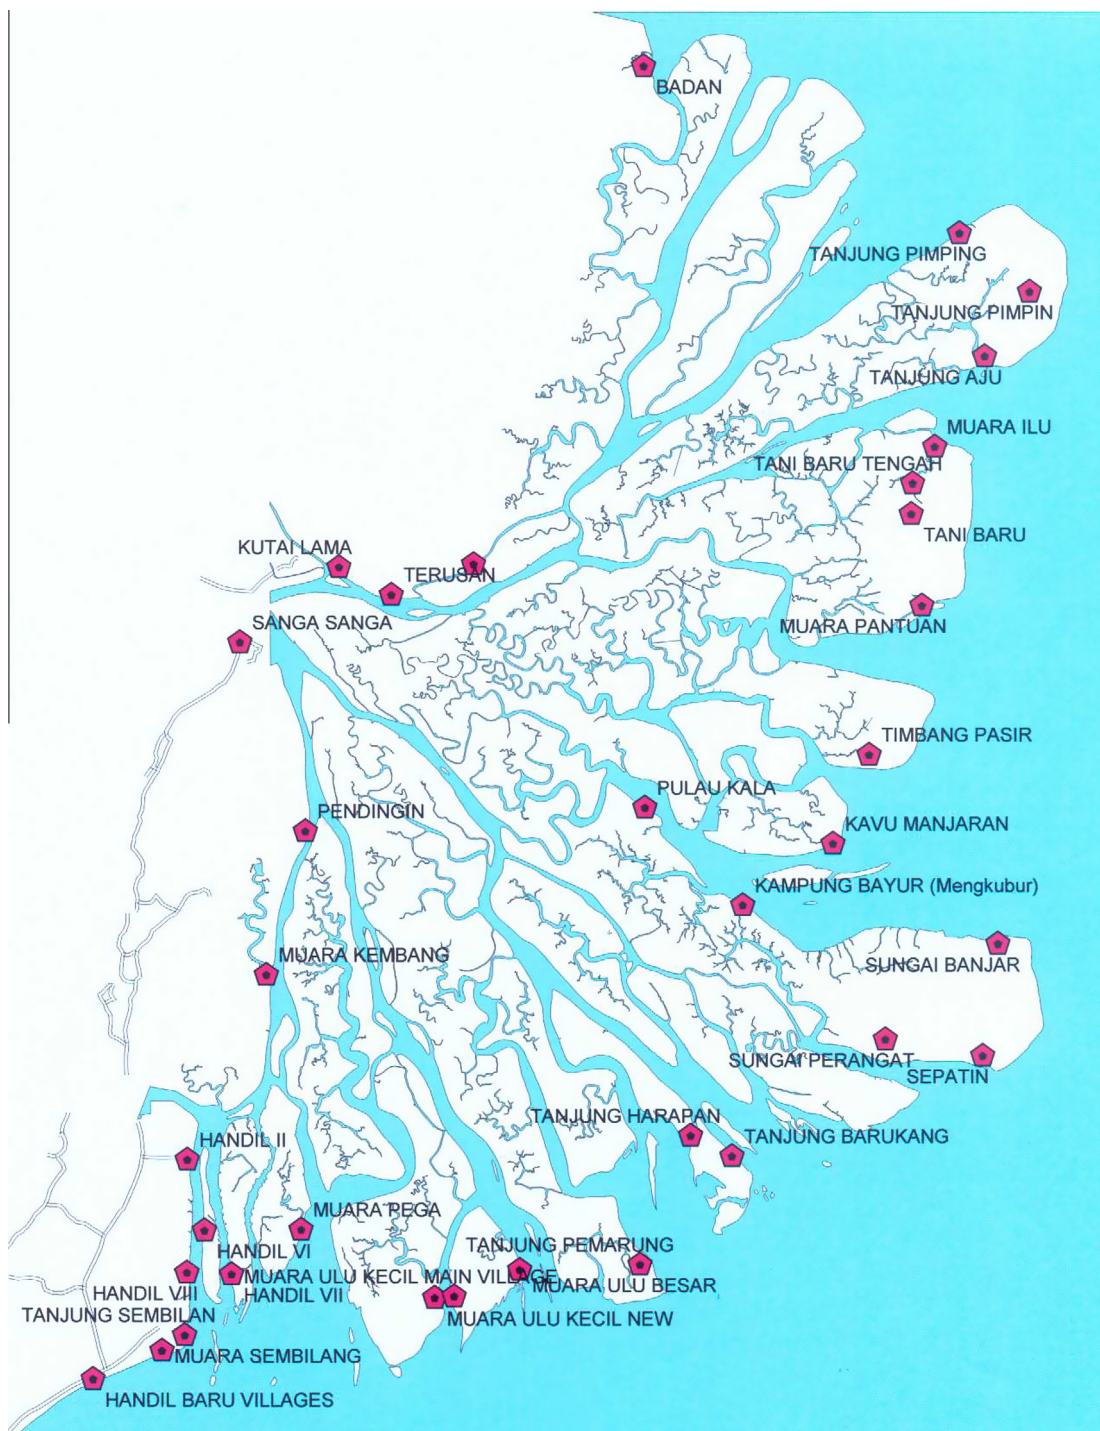 BADAN
TANJUNG PIMPING
TANJUNG PIMPIN
TANJUNG AJU
MUARA ILU
TANI BARU TENGAH
TANI BARU
KUTAI LAMA
TERUSAN
SANGA SANGA
MUARA PANTUAN
TIMBANG PASIR
PULAU KALA
PENDINGIN
KAVU MANJARAN
KAMPUNG BAYUR (Mengkubur)
MUARA KEMBANG
SUNGAI BANJAR
SUNGAI PERANGAT
SEPATIN
TANJUNG HARAPAN
TANJUNG BARUKANG
HANDIL II
MUARA PEGA
HANDIL VI
TANJUNG PEMARUNG
MUARA ULU KECIL MAIN VILLAGE
MUARA ULU BESAR
HANDIL VIII
HANDIL VII
TANJUNG SEMBILAN
MUARA ULU KECIL NEW
MUARA SEMBILANG
HANDIL BARU VILLAGES